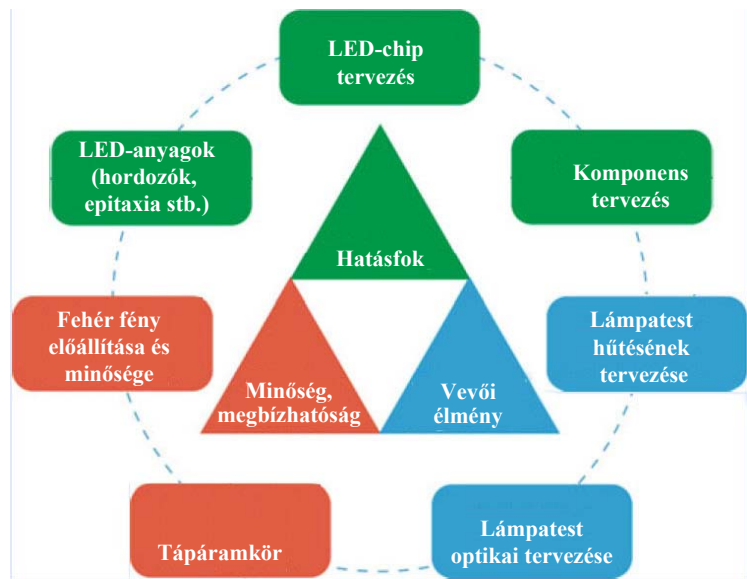 LED-chip
tervezés
LED-anyagok
(hordozók,
epitaxia stb.)
Komponens
tervezés
Hatásfok
Fehér fény
előállítása és
minősége
Lámpatest
hűtésének
tervezése
Minőség,
megbízhatóság
Vevői
élmény
Tápáramkör
Lámpatest
optikai tervezése